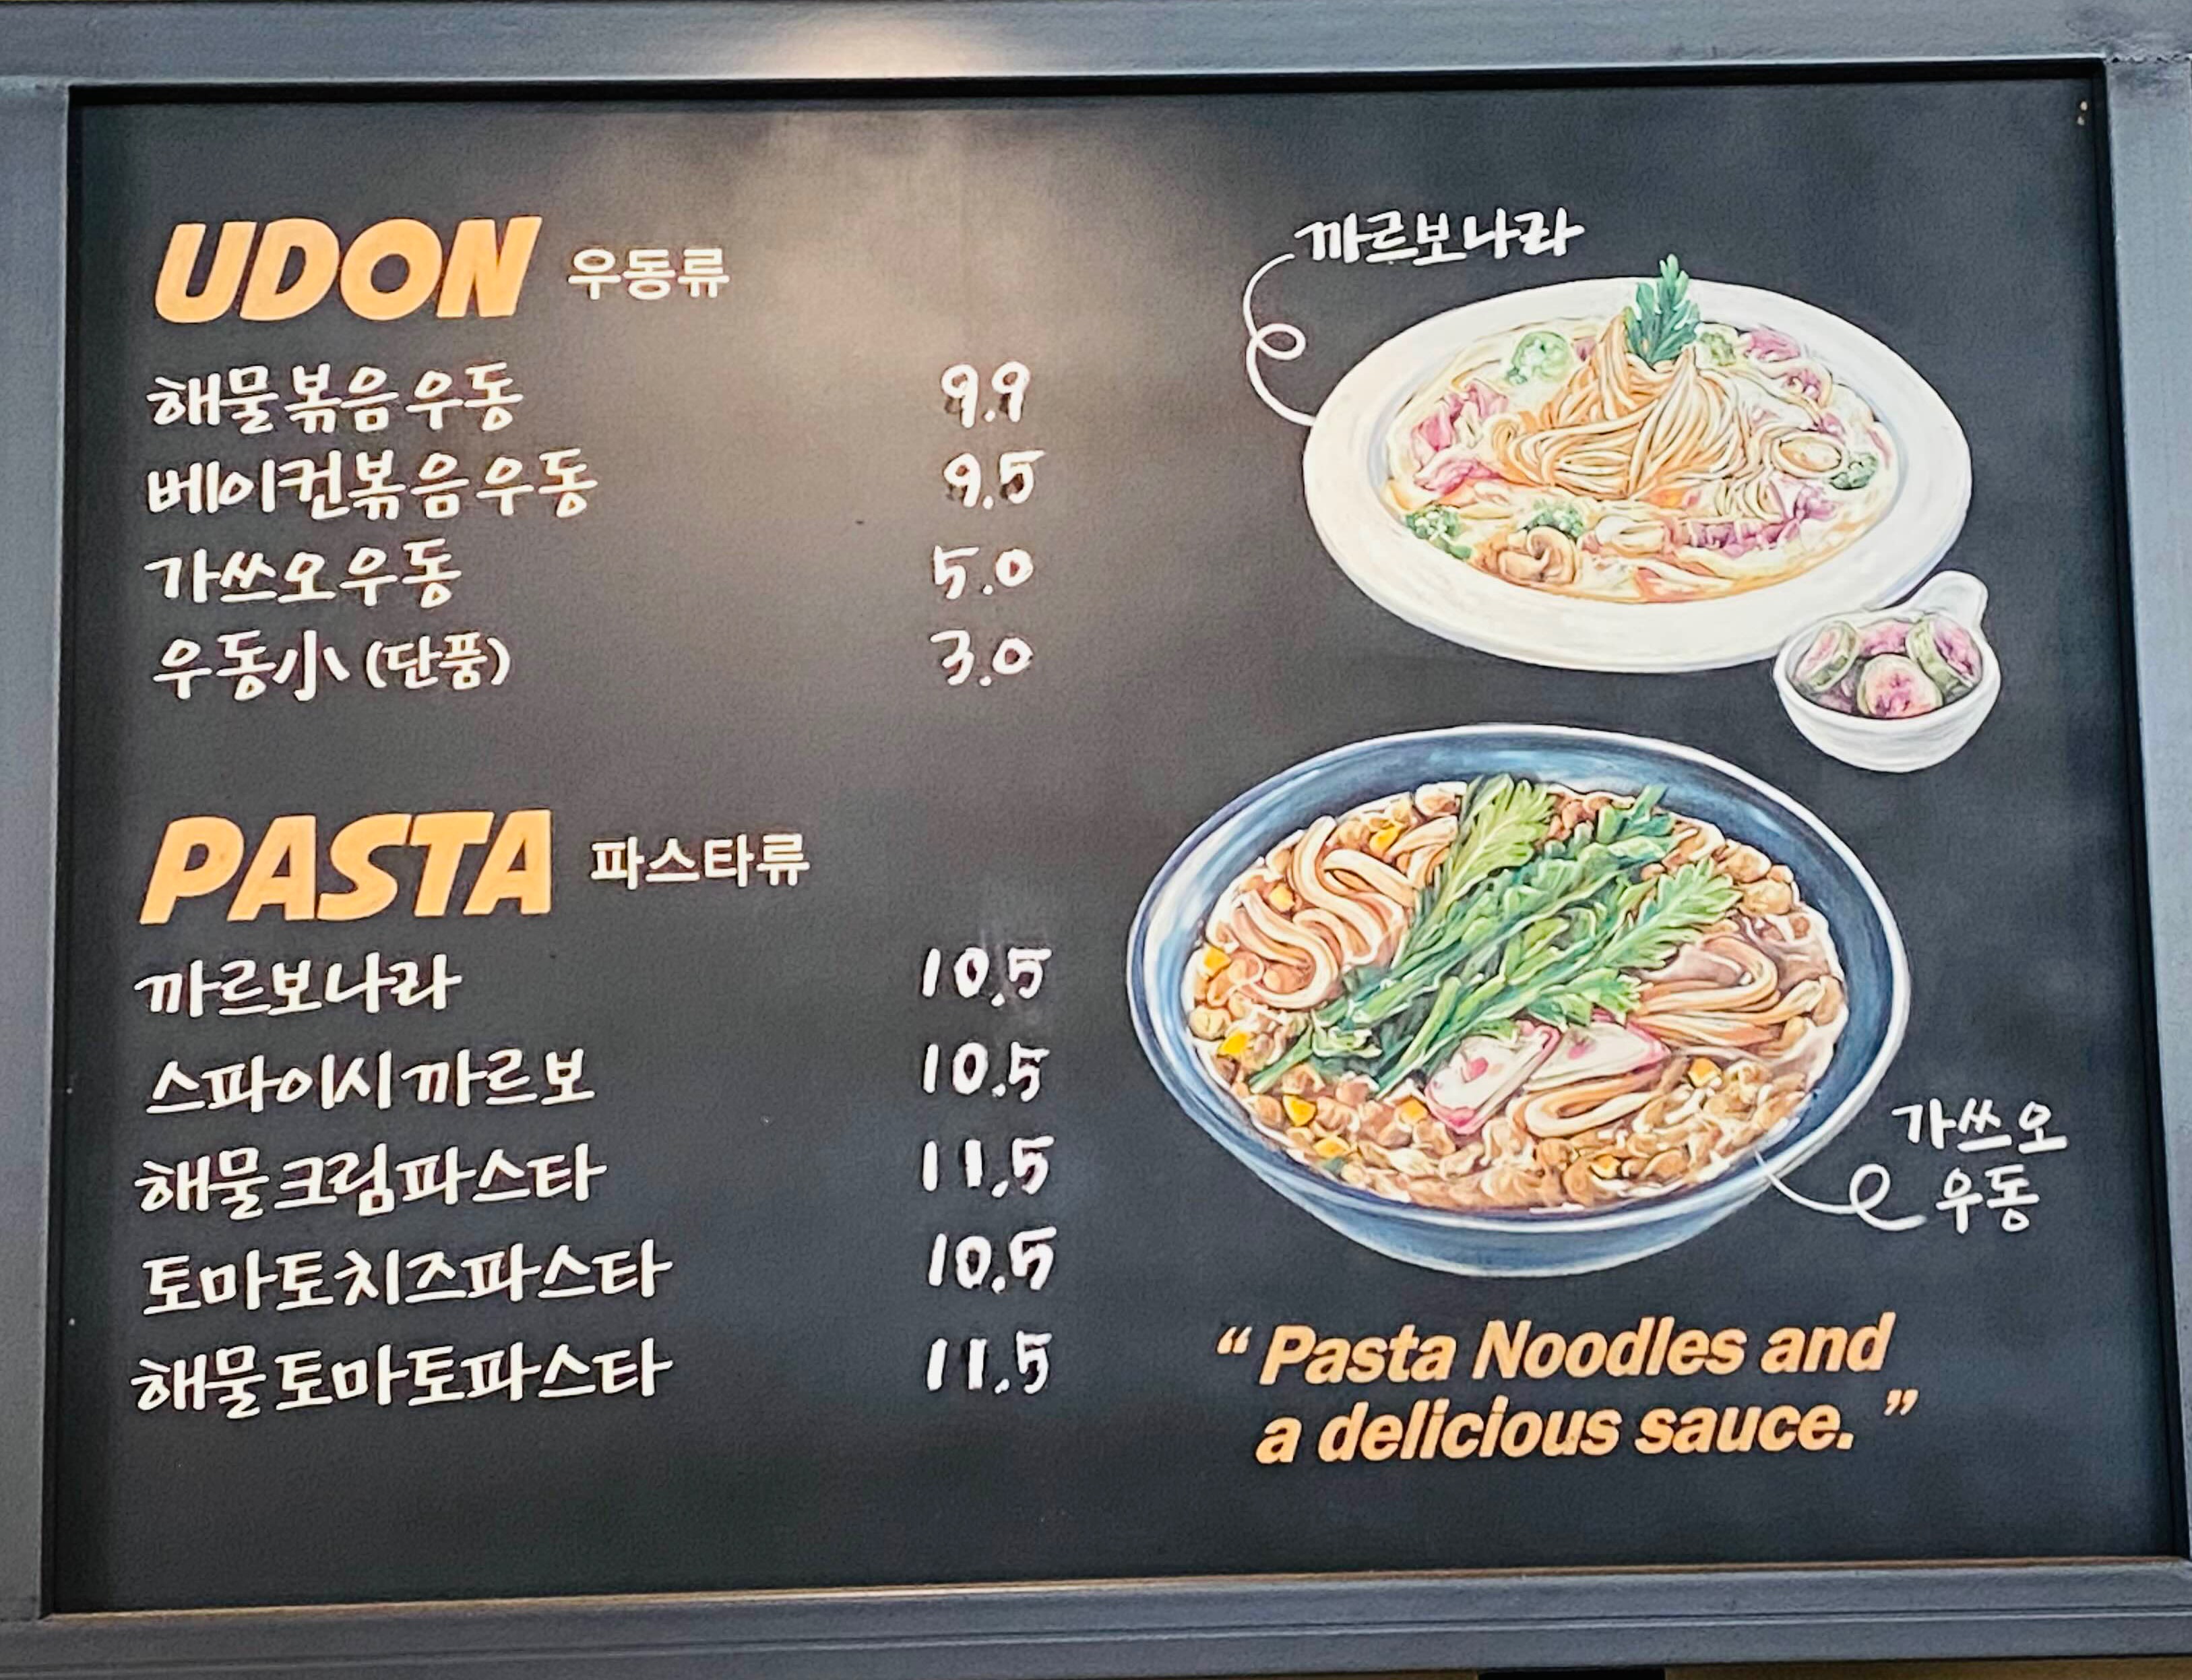 UDON 우동류
해물볶음우동 9.9
베이컨볶음우동 9.5
가쓰오우동 5.0
우동小 (단품) 3.0
PASTA 파스타류
까르보나라 10.5
스파이시까르보 10.5
해물크림파스타 11.5
토마토치즈파스타 10.5
해물토마토파스타 11.5
까르보나라
가쓰오
우동
“ Pasta Noodles and
a delicious sauce. ”